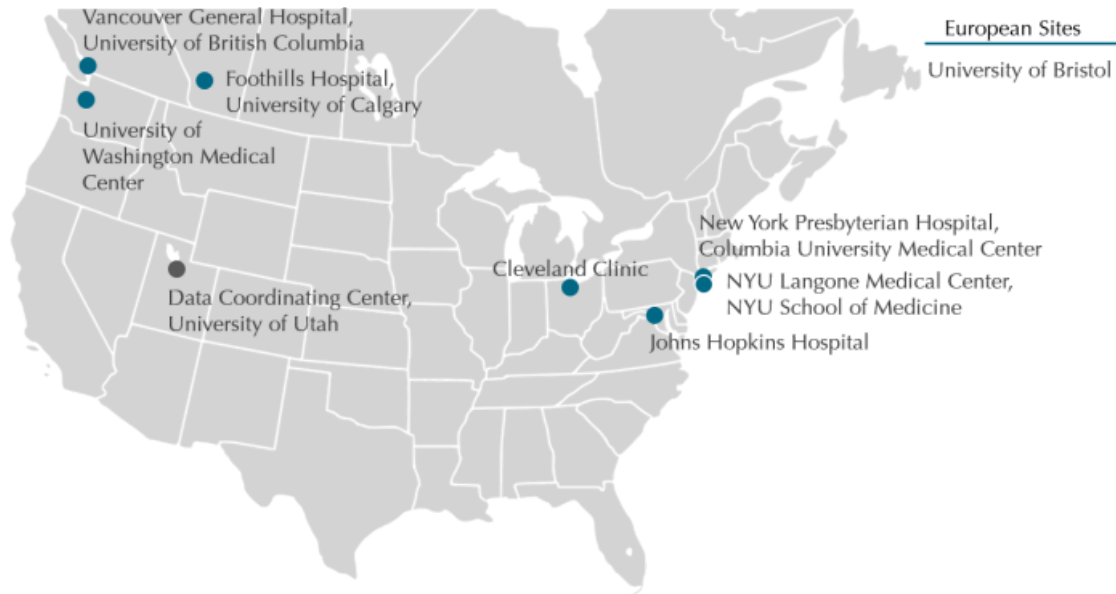 Vancouver General Hospital,
University of British Columbia
European Sites
University of Bristol
Foothills Hospital,
University of Calgary
University of
Washington Medical
Center
New York Presbyterian Hospital,
Columbia University Medical Center
Cleveland Clinic
NYU Langone Medical Center,
NYU School of Medicine
Data Coordinating Center,
University of Utah
Johns Hopkins Hospital